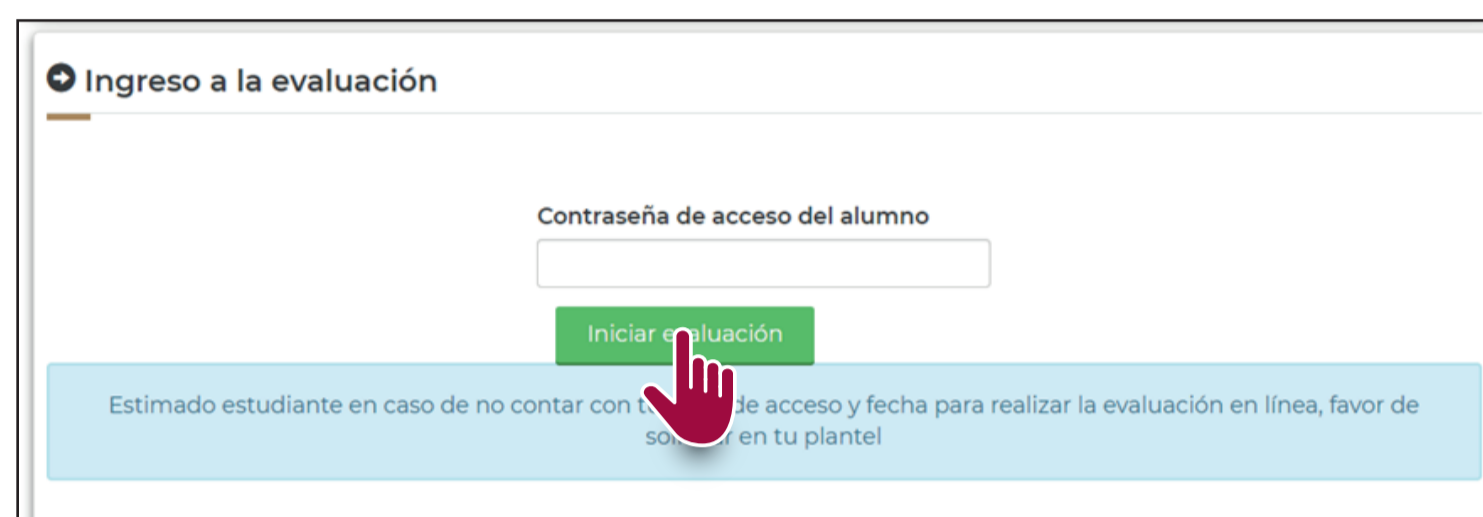 Ingreso a la evaluación
Contraseña de acceso del alumno
Iniciar evaluación
Estimado estudiante en caso de no contar con de acceso y fecha para realizar la evaluación en línea, favor de
en tu plantel